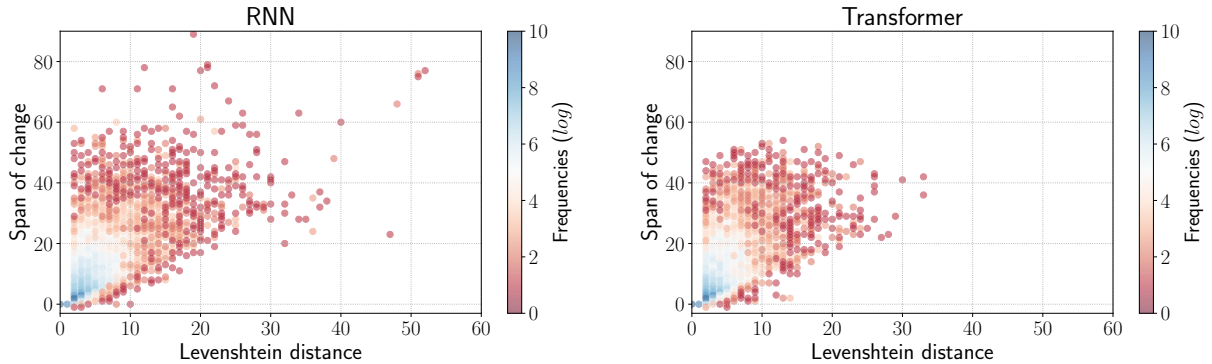 RNN
80
60
40
20
0
Span of change
0 10 20 30 40 50 60
Levenshtein distance
10
8
6
4
2
0
Frequencies (log)
Transformer
80
60
40
20
0
Span of change
0 10 20 30 40 50 60
Levenshtein distance
10
8
6
4
2
0
Frequencies (log)